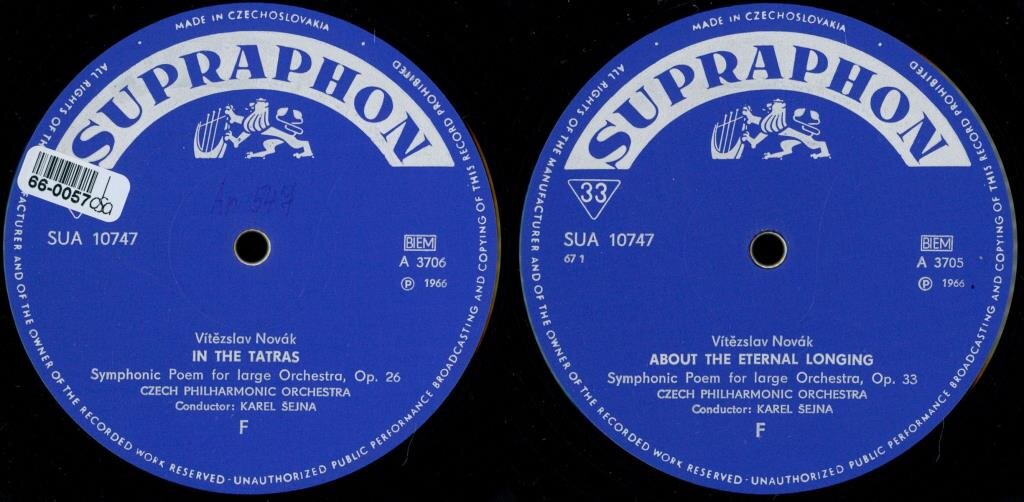 MADE IN CZECHOSLOVAKIA
SUPRAPHON
66-0057
SUA 10747
BIEM
A 3706
Ⓟ 1966
Vítězslav Novák
IN THE TATRAS
Symphonic Poem for large Orchestra, Op. 26
CZECH PHILHARMONIC ORCHESTRA
Conductor: KAREL ŠEJNA
F
ALL RIGHTS OF THE MANUFACTURER AND OF THE OWNER OF THE RECORDED WORK RESERVED - UNAUTHORIZED PUBLIC PERFORMANCE BROADCASTING AND COPYING OF THIS RECORD PROHIBITED
MADE IN CZECHOSLOVAKIA
SUPRAPHON
33
SUA 10747
67 1
BIEM
A 3705
Ⓟ 1966
Vítězslav Novák
ABOUT THE ETERNAL LONGING
Symphonic Poem for large Orchestra, Op. 33
CZECH PHILHARMONIC ORCHESTRA
Conductor: KAREL ŠEJNA
F
ALL RIGHTS OF THE MANUFACTURER AND OF THE OWNER OF THE RECORDED WORK RESERVED - UNAUTHORIZED PUBLIC PERFORMANCE BROADCASTING AND COPYING OF THIS RECORD PROHIBITED